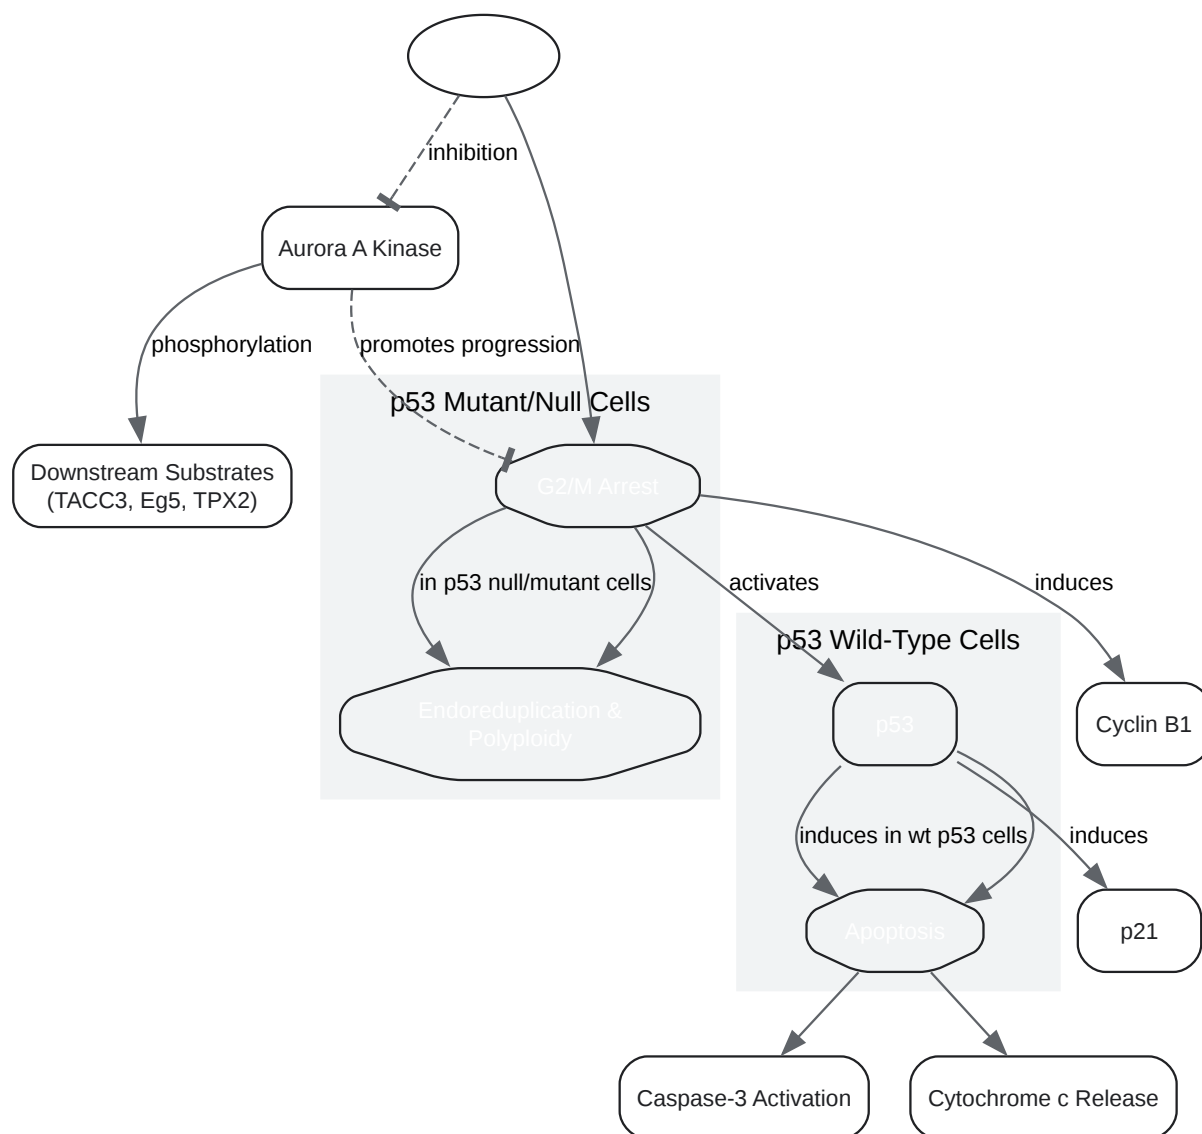 inhibition
Aurora A Kinase
phosphorylation
promotes progression
p53 Mutant/Null Cells
Downstream Substrates
(TACC3, Eg5, TPX2)
G2/M Arrest
in p53 null/mutant cells
activates
induces
p53 Wild-Type Cells
Endoreduplication &
Polyploidy
p53
Cyclin B1
induces in wt p53 cells
induces
Apoptosis
p21
Caspase-3 Activation
Cytochrome c Release